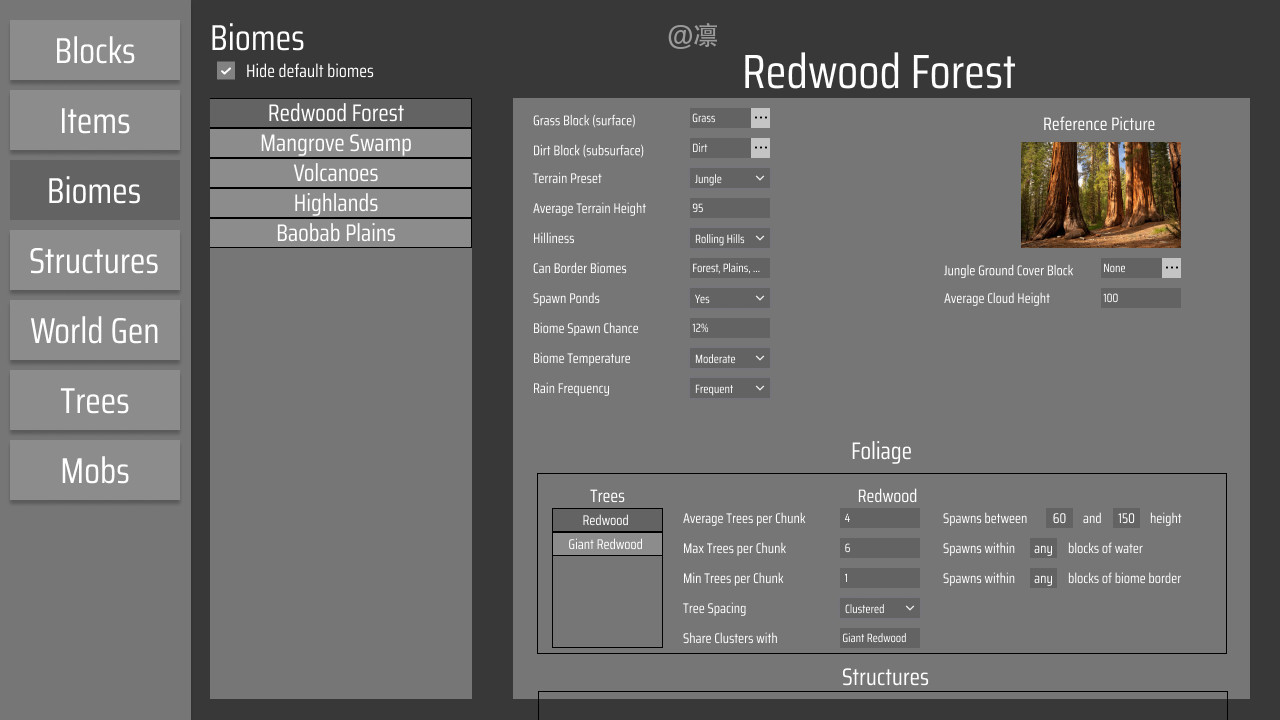 Blocks
Items
Biomes
Structures
World Gen
Trees
Mobs
Biomes
Hide default biomes
Redwood Forest
Mangrove Swamp
Volcanoes
Highlands
Baobab Plains
@凛
Redwood Forest
Grass Block (surface) Grass ...
Dirt Block (subsurface) Dirt ...
Terrain Preset Jungle
Average Terrain Height 95
Hilliness Rolling Hills
Can Border Biomes Forest, Plains, ...
Spawn Ponds Yes
Biome Spawn Chance 12%
Biome Temperature Moderate
Rain Frequency Frequent
Reference Picture
Jungle Ground Cover Block None ...
Average Cloud Height 100
Foliage
Trees
Redwood
Giant Redwood
Redwood
Average Trees per Chunk 4
Max Trees per Chunk 6
Min Trees per Chunk 1
Tree Spacing Clustered
Share Clusters with Giant Redwood
Spawns between 60 and 150 height
Spawns within any blocks of water
Spawns within any blocks of biome border
Structures